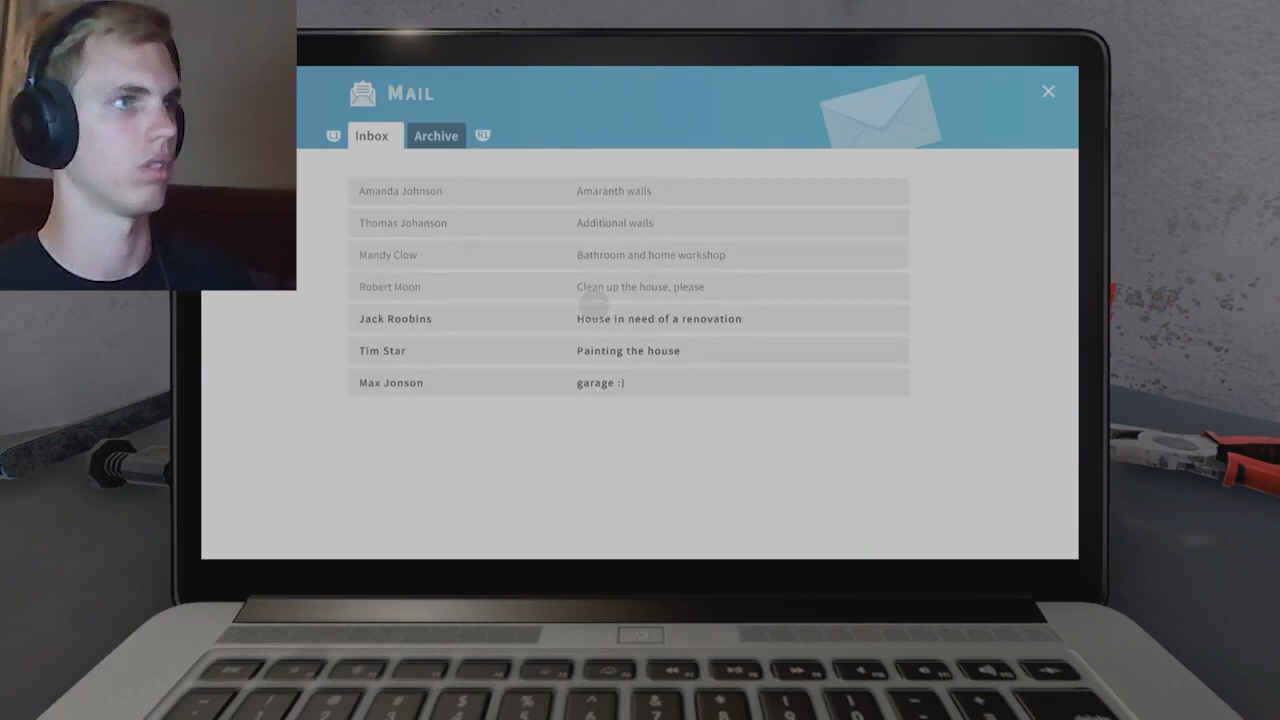 MAIL
L1 Inbox Archive R1
Amanda Johnson Amaranth walls
Thomas Johanson Additional walls
Mandy Clow Bathroom and home workshop
Robert Moon Clean up the house, please
Jack Roobins House in need of a renovation
Tim Star Painting the house
Max Jonson garage :)